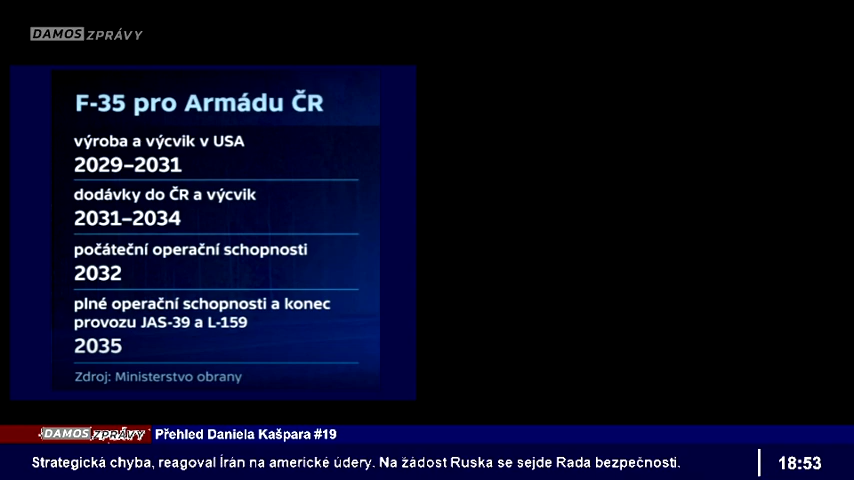 DAMOS ZPRÁVY
F-35 pro Armádu ČR
výroba a výcvik v USA
2029–2031
dodávky do ČR a výcvik
2031–2034
počáteční operační schopnosti
2032
plné operační schopnosti a konec
provozu JAS-39 a L-159
2035
Zdroj: Ministerstvo obrany
DAMOS ZPRÁVY Přehled Daniela Kašpara #19
Strategická chyba, reagoval Írán na americké údery. Na žádost Ruska se sejde Rada bezpečnosti. 18:53